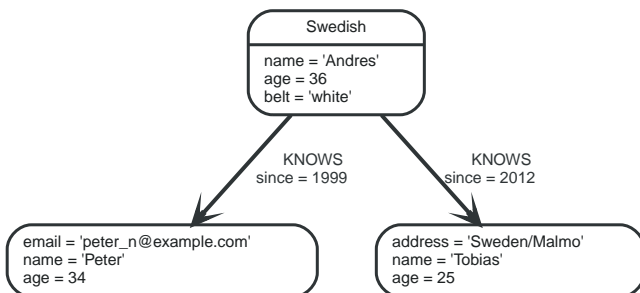 Swedish
name = 'Andres'
age = 36
belt = 'white'
KNOWS
since = 1999
KNOWS
since = 2012
email = 'peter_n@example.com'
name = 'Peter'
age = 34
address = 'Sweden/Malmo'
name = 'Tobias'
age = 25